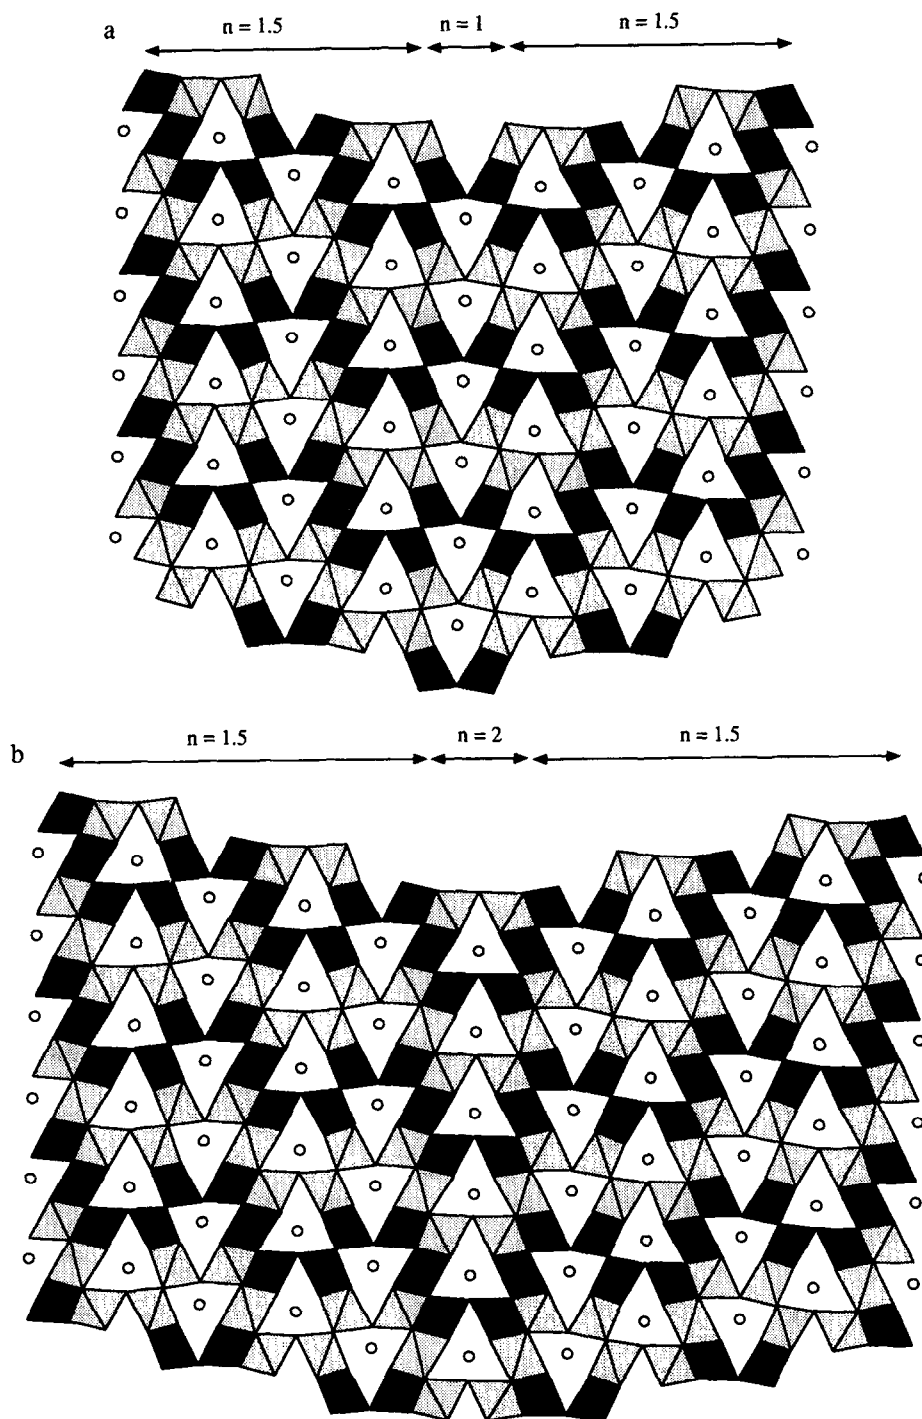 a
n = 1.5 n = 1 n = 1.5
b
n = 1.5 n = 2 n = 1.5